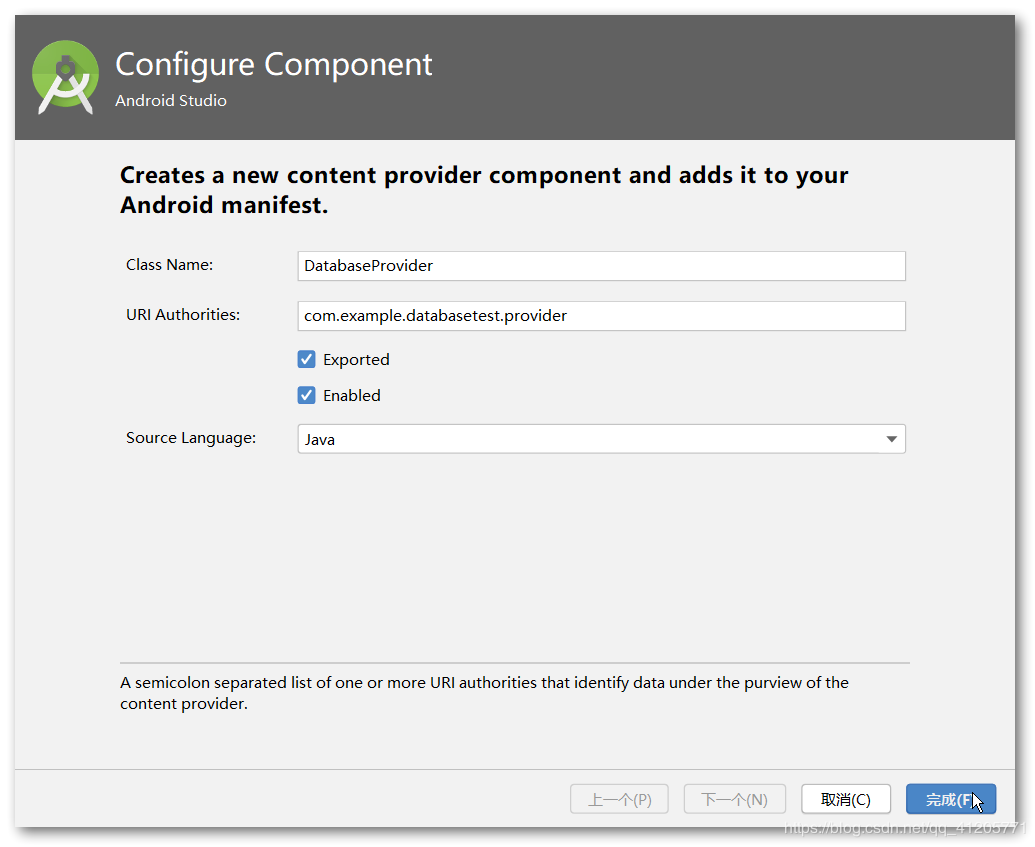 Configure Component
Android Studio
Creates a new content provider component and adds it to your
Android manifest.
Class Name:
DatabaseProvider
URI Authorities:
com.example.databasetest.provider
Exported
Enabled
Source Language:
Java
A semicolon separated list of one or more URI authorities that identify data under the purview of the
content provider.
上一个(P)
下一个(N)
取消(C)
完成(F)
https://blog.csdn.net/qq_41205771